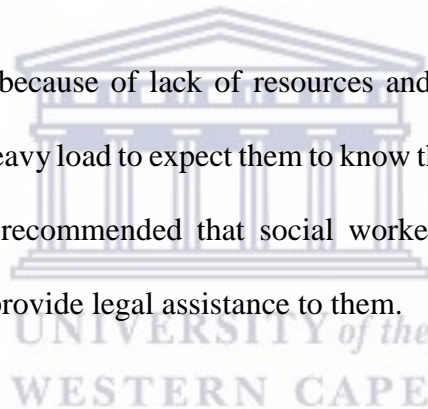 because of lack of resources and
eavy load to expect them to know th
recommended that social worke
provide legal assistance to them.
UNIVERSITY of the
WESTERN CAPE